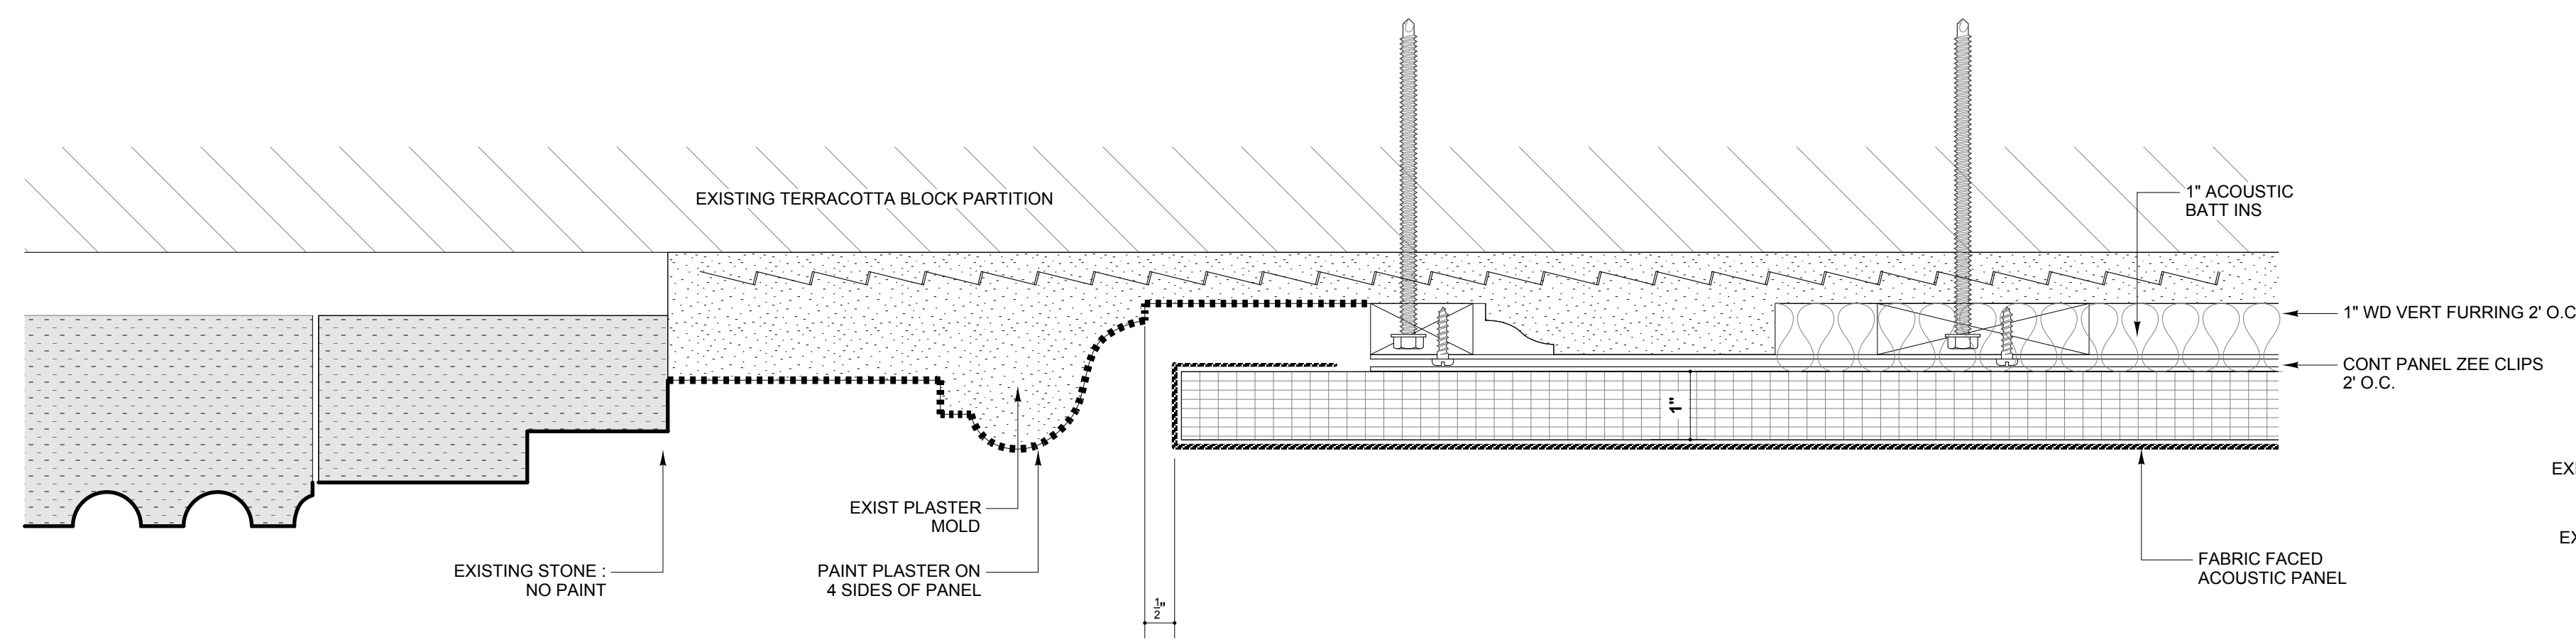 EXISTING TERRACOTTA BLOCK PARTITION
1" ACOUSTIC
BATT INS
1" WD VERT FURRING 2' O.C
CONT PANEL ZEE CLIPS
2' O.C.
1"
EXIST PLASTER
MOLD
EXISTING STONE :
NO PAINT
PAINT PLASTER ON
4 SIDES OF PANEL
1/2"
FABRIC FACED
ACOUSTIC PANEL